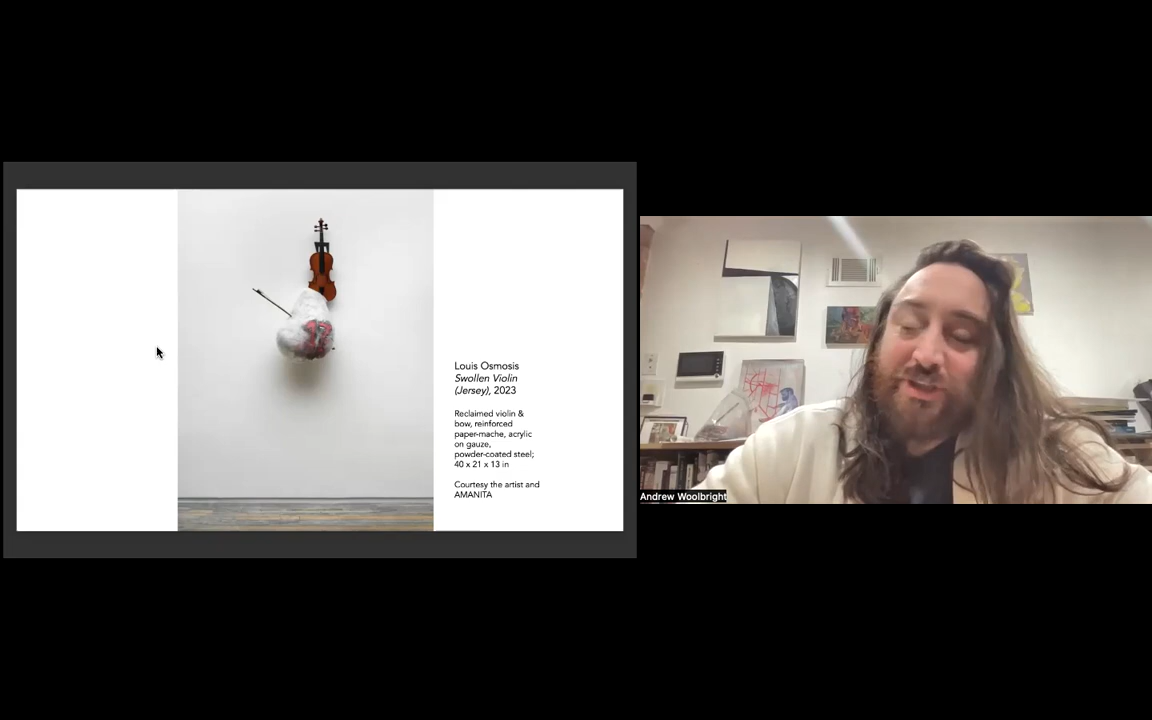 Louis Osmosis
Swollen Violin
(Jersey), 2023
Reclaimed violin &
bow, reinforced
paper-mache, acrylic
on gauze,
powder-coated steel;
40 x 21 x 13 in
Courtesy the artist and
AMANITA
Andrew Woolbright